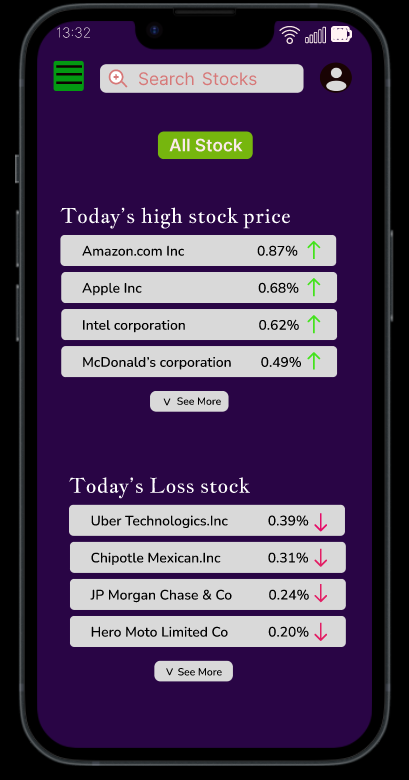 13:32
Search Stocks
All Stock
Today's high stock price
Amazon.com Inc 0.87%
Apple Inc 0.68%
Intel corporation 0.62%
McDonald's corporation 0.49%
V See More
Today's Loss stock
Uber Technologics.Inc 0.39%
Chipotle Mexican.Inc 0.31%
JP Morgan Chase & Co 0.24%
Hero Moto Limited Co 0.20%
V See More